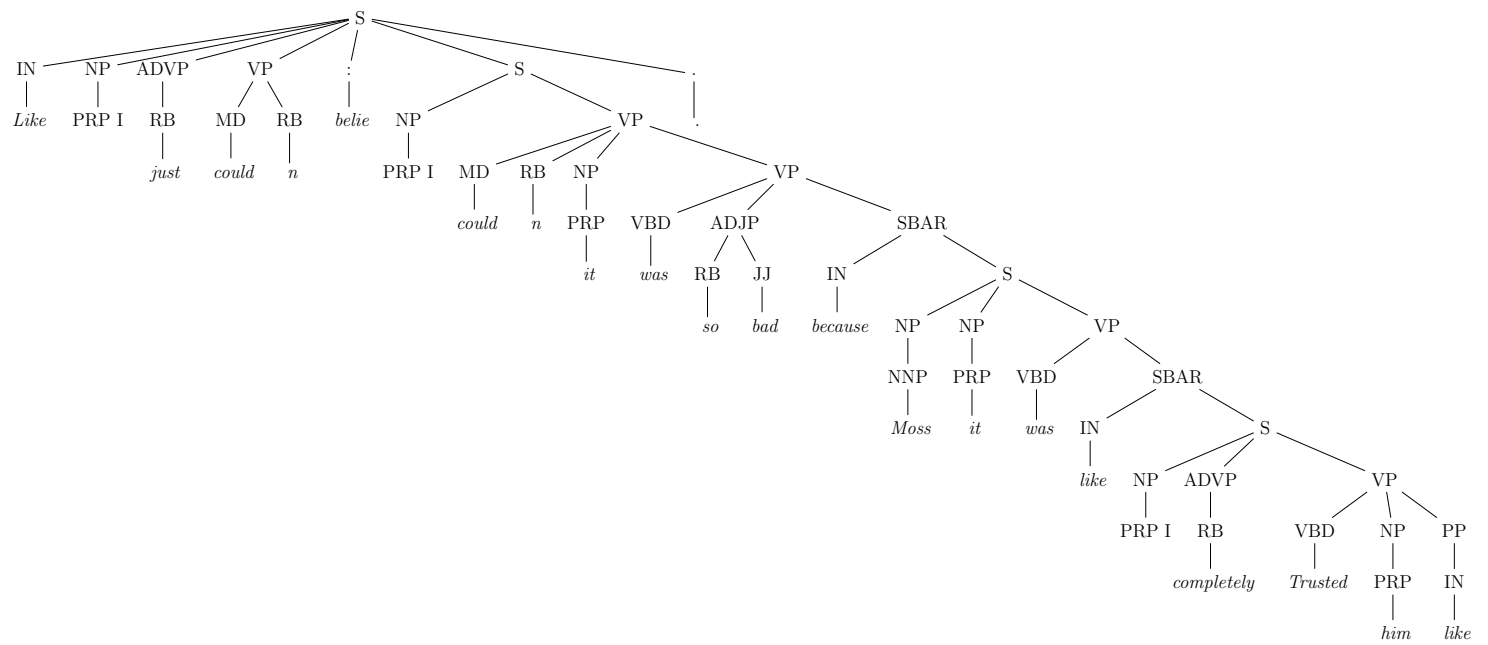 S
IN NP ADVP VP : S .
Like PRP I RB MD RB belie NP VP .
just could n PRP I MD RB NP VP
could n PRP VBD ADJP SBAR
it was RB JJ IN S
so bad because NP NP VP
NNP PRP VBD SBAR
Moss it was IN S
like NP ADVP VP
PRP I RB VBD NP PP
completely Trusted PRP IN
him like